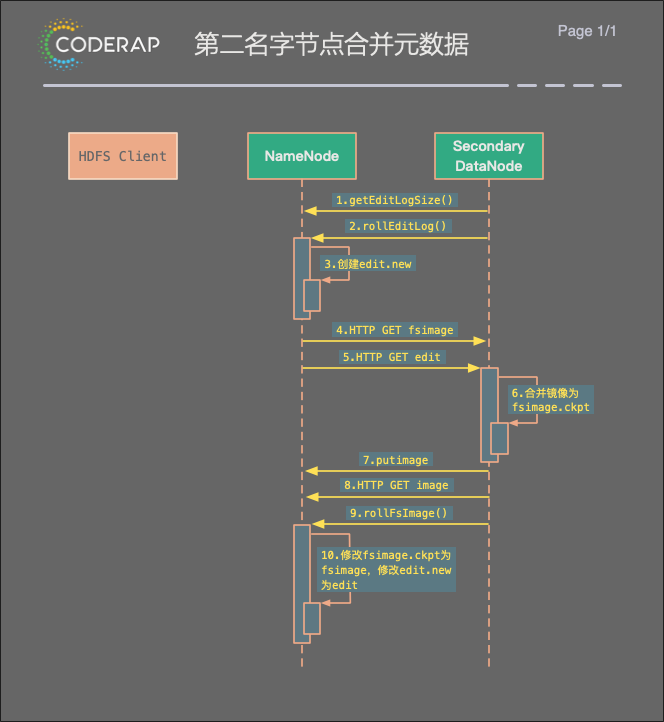 CODERAP
第二名字节点合并元数据
Page 1/1
HDFS Client
NameNode
Secondary
DataNode
1.getEditLogSize()
2.rollEditLog()
3.创建edit.new
4.HTTP GET fsimage
5.HTTP GET edit
6.合并镜像为
fsimage.ckpt
7.putimage
8.HTTP GET image
9.rollFsImage()
10.修改fsimage.ckpt为
fsimage，修改edit.new
为edit